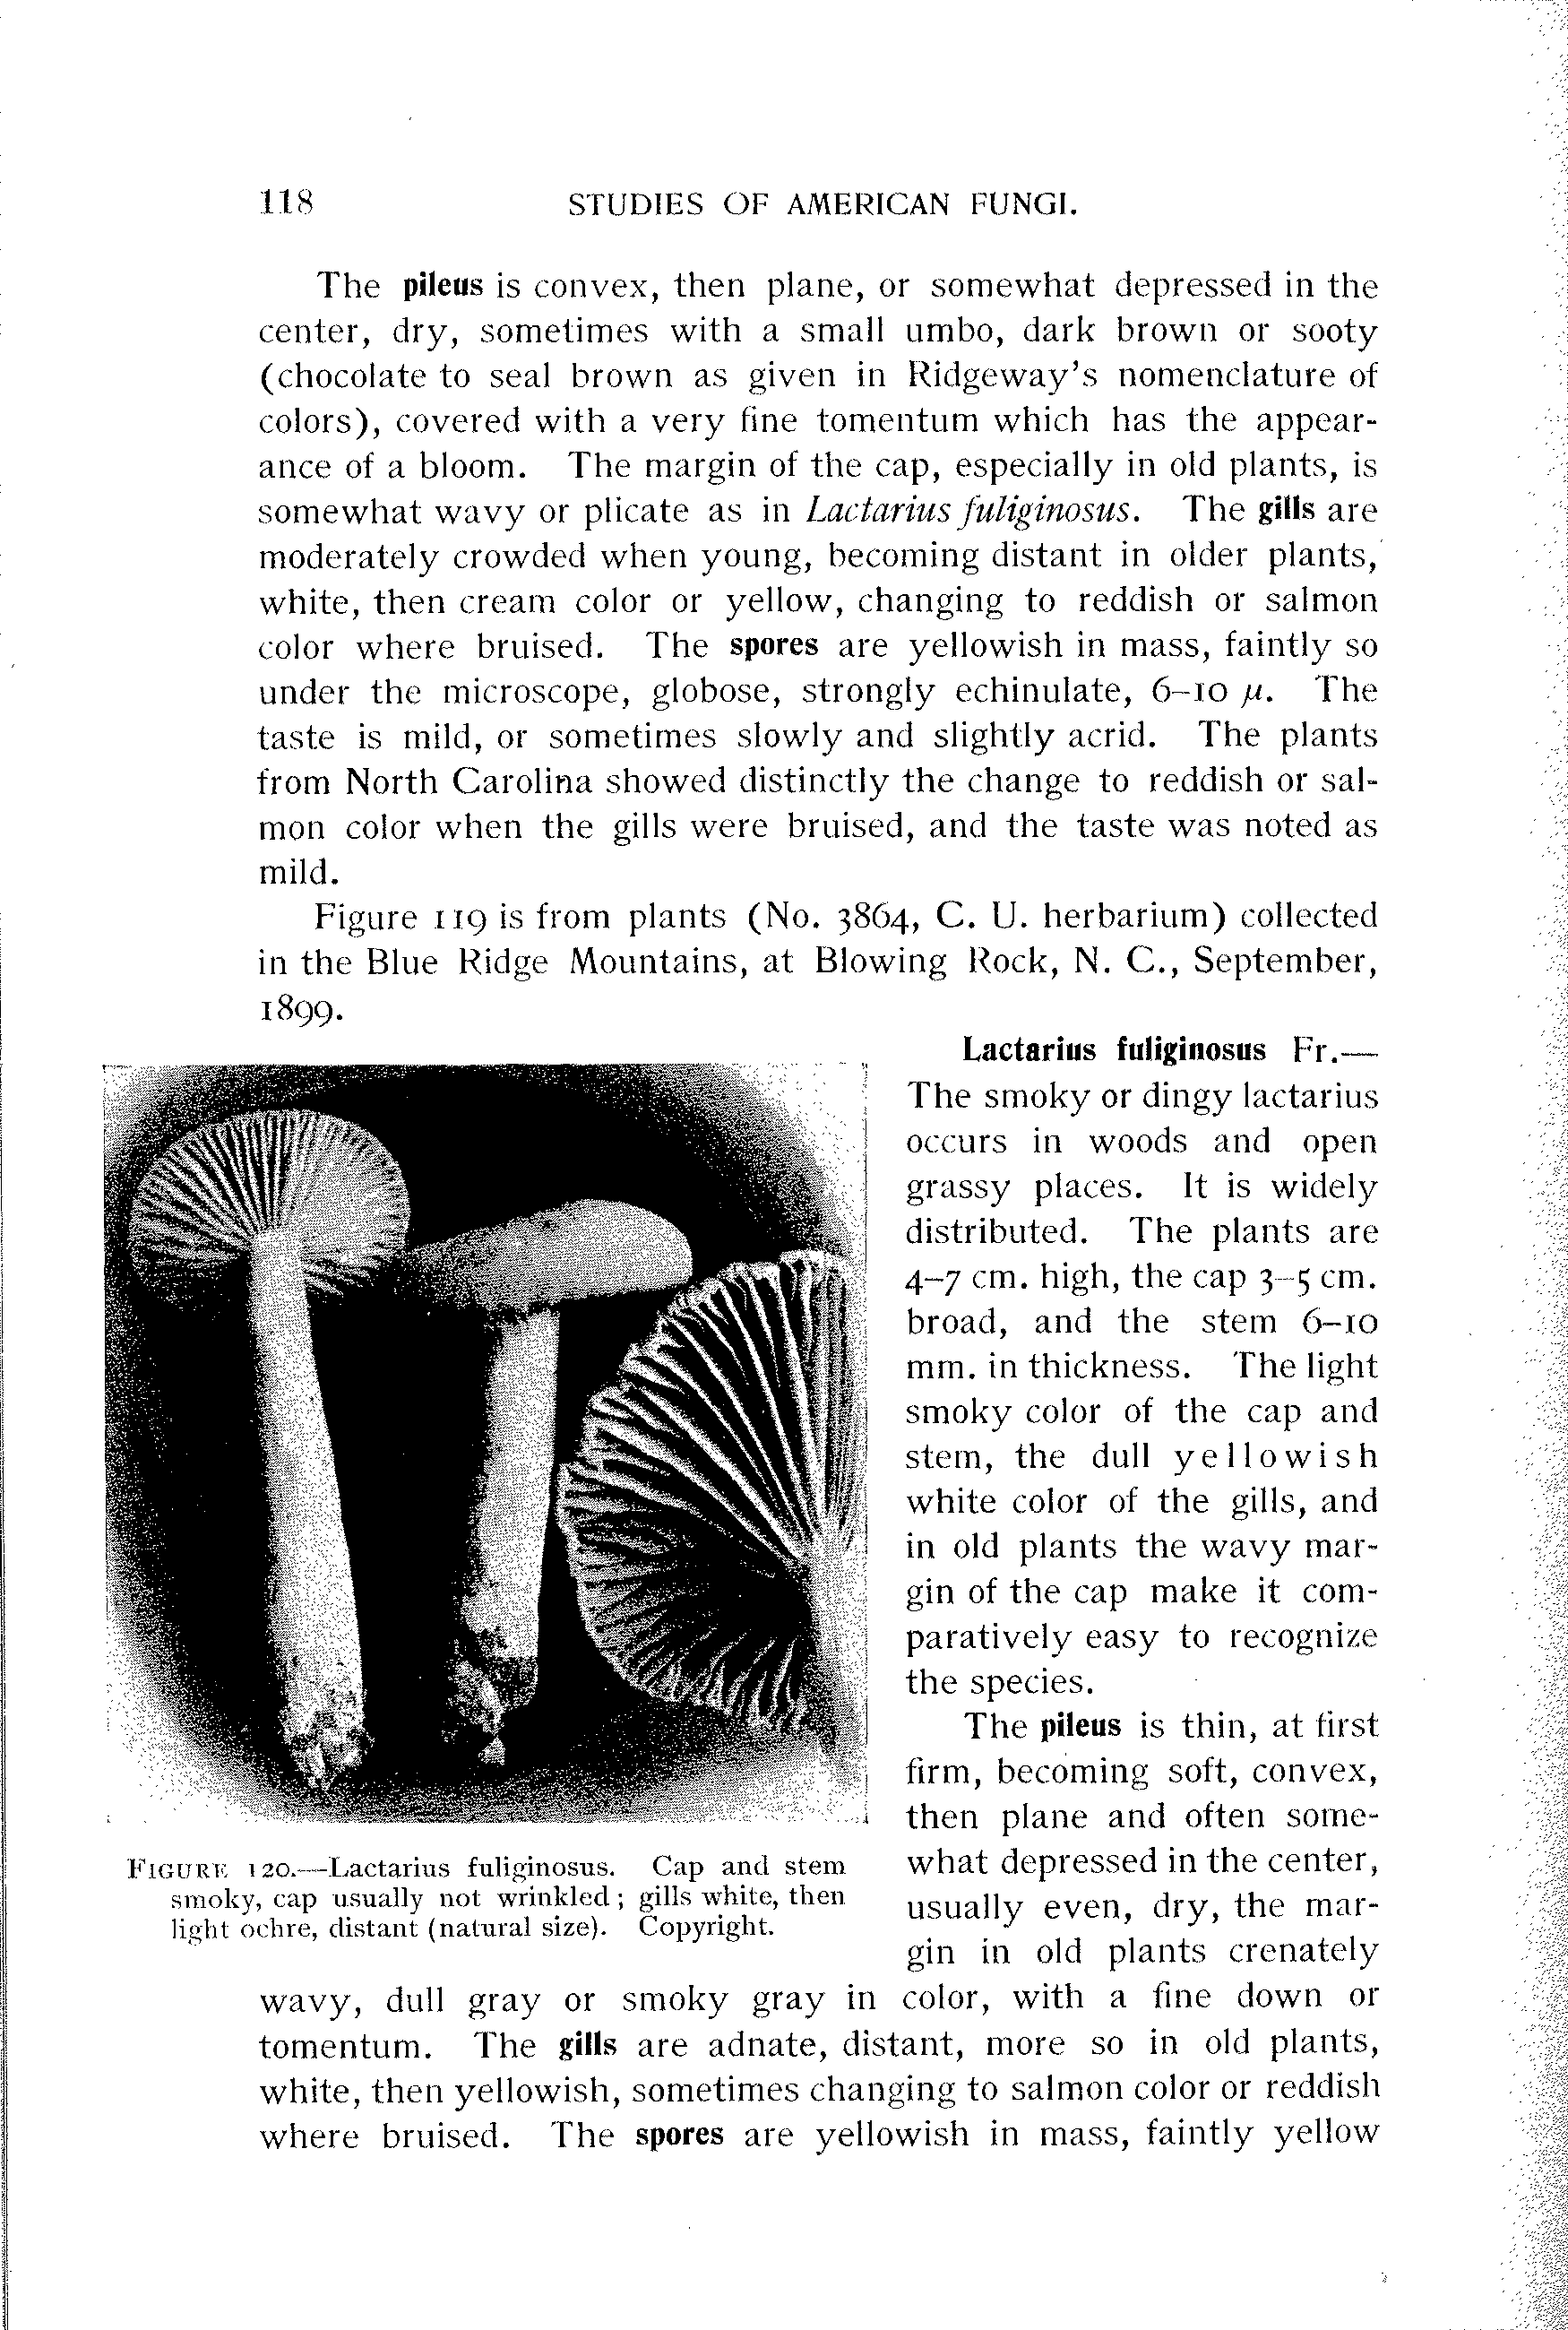 118 STUDIES OF AMERICAN FUNGI.
The pileus is convex, then plane, or somewhat depressed in the
center, dry, sometimes with a small umbo, dark brown or sooty
(chocolate to seal brown as given in Ridgeway's nomenclature of
colors), covered with a very fine tomentum which has the appear-
ance of a bloom. The margin of the cap, especially in old plants, is
somewhat wavy or plicate as in Lactarius fuliginosus. The gills are
moderately crowded when young, becoming distant in older plants,
white, then cream color or yellow, changing to reddish or salmon
color where bruised. The spores are yellowish in mass, faintly so
under the microscope, globose, strongly echinulate, 6–10 µ. The
taste is mild, or sometimes slowly and slightly acrid. The plants
from North Carolina showed distinctly the change to reddish or sal-
mon color when the gills were bruised, and the taste was noted as
mild.
Figure 119 is from plants (No. 3864, C. U. herbarium) collected
in the Blue Ridge Mountains, at Blowing Rock, N. C., September,
1899.
Lactarius fuliginosus Fr.—
The smoky or dingy lactarius
occurs in woods and open
grassy places. It is widely
distributed. The plants are
4–7 cm. high, the cap 3–5 cm.
broad, and the stem 6–10
mm. in thickness. The light
smoky color of the cap and
stem, the dull yellowish
white color of the gills, and
in old plants the wavy mar-
gin of the cap make it com-
paratively easy to recognize
the species.
The pileus is thin, at first
firm, becoming soft, convex,
then plane and often some-
what depressed in the center,
usually even, dry, the mar-
gin in old plants crenately
FIGURE 120.—Lactarius fuliginosus. Cap and stem
smoky, cap usually not wrinkled; gills white, then
light ochre, distant (natural size). Copyright.
wavy, dull gray or smoky gray in color, with a fine down or
tomentum. The gills are adnate, distant, more so in old plants,
white, then yellowish, sometimes changing to salmon color or reddish
where bruised. The spores are yellowish in mass, faintly yellow